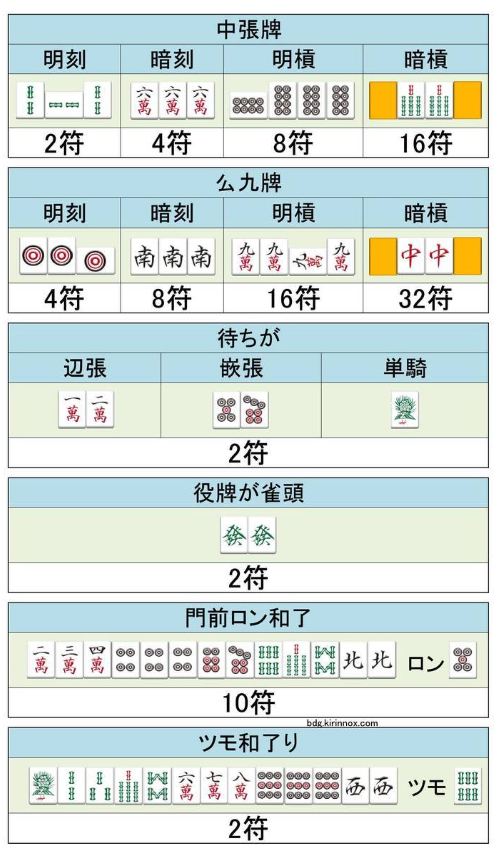 中張牌
明刻 暗刻 明槓 暗槓
六 六 六
萬 萬 萬
2符 4符 8符 16符
么九牌
明刻 暗刻 明槓 暗槓
南 南 南 九萬 九萬 九萬 九萬 中 中
4符 8符 16符 32符
待ちが
辺張 嵌張 単騎
一 二
萬 萬
2符
役牌が雀頭
發 發
2符
門前ロン和了
二 三 四
萬 萬 萬 北 北 ロン
10符
bdg.kirinnox.com
ツモ和了り
六 七 八
萬 萬 萬 西 西 ツモ
2符